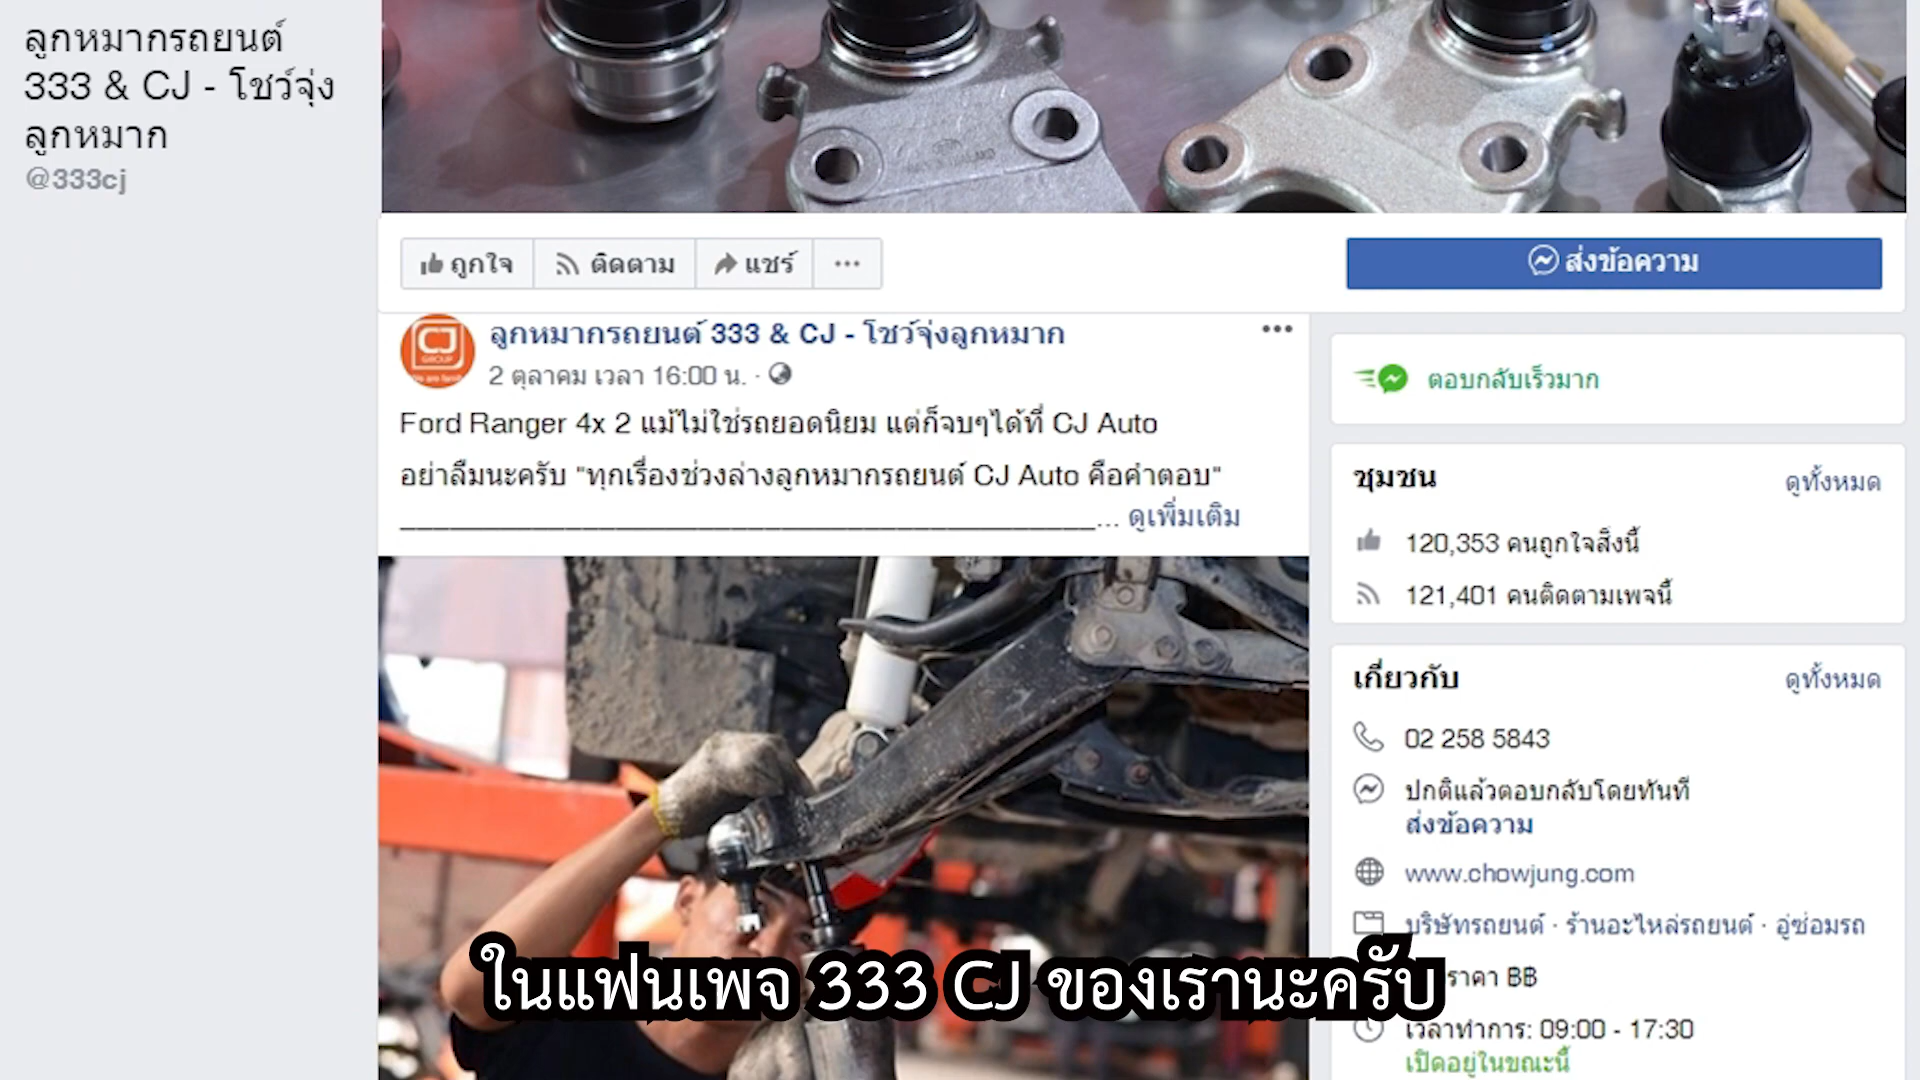 ลูกหมากรถยนต์
333 & CJ - โชว์จุ่ง
ลูกหมาก
@333cj
ถูกใจ
ติดตาม
แชร์
ส่งข้อความ
CJ
GROUP
ลูกหมากรถยนต์ 333 & CJ - โชว์จุ่งลูกหมาก
2 ตุลาคม เวลา 16:00 น. ·
Ford Ranger 4x 2 แม้ไม่ใช่รถยอดนิยม แต่ก็จบๆได้ที่ CJ Auto
อย่าลืมนะครับ "ทุกเรื่องช่วงล่างลูกหมากรถยนต์ CJ Auto คือคำตอบ"
... ดูเพิ่มเติม
ตอบกลับเร็วมาก
ชุมชน
ดูทั้งหมด
120,353 คนถูกใจสิ่งนี้
121,401 คนติดตามเพจนี้
เกี่ยวกับ
ดูทั้งหมด
02 258 5843
ปกติแล้วตอบกลับโดยทันที
ส่งข้อความ
www.chowjung.com
บริษัทรถยนต์ · ร้านอะไหล่รถยนต์ · อู่ซ่อมรถ
ราคา ฿฿
เวลาทำการ: 09:00 - 17:30
เปิดอยู่ในขณะนี้
ในแฟนเพจ 333 CJ ของเรานะครับ